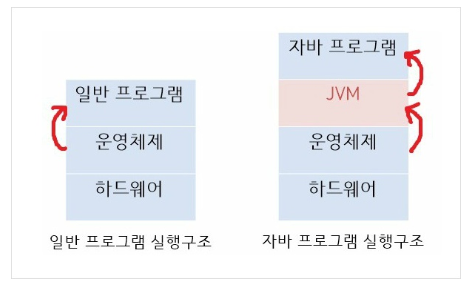 일반 프로그램
운영체제
하드웨어
일반 프로그램 실행구조
자바 프로그램
JVM
운영체제
하드웨어
자바 프로그램 실행구조